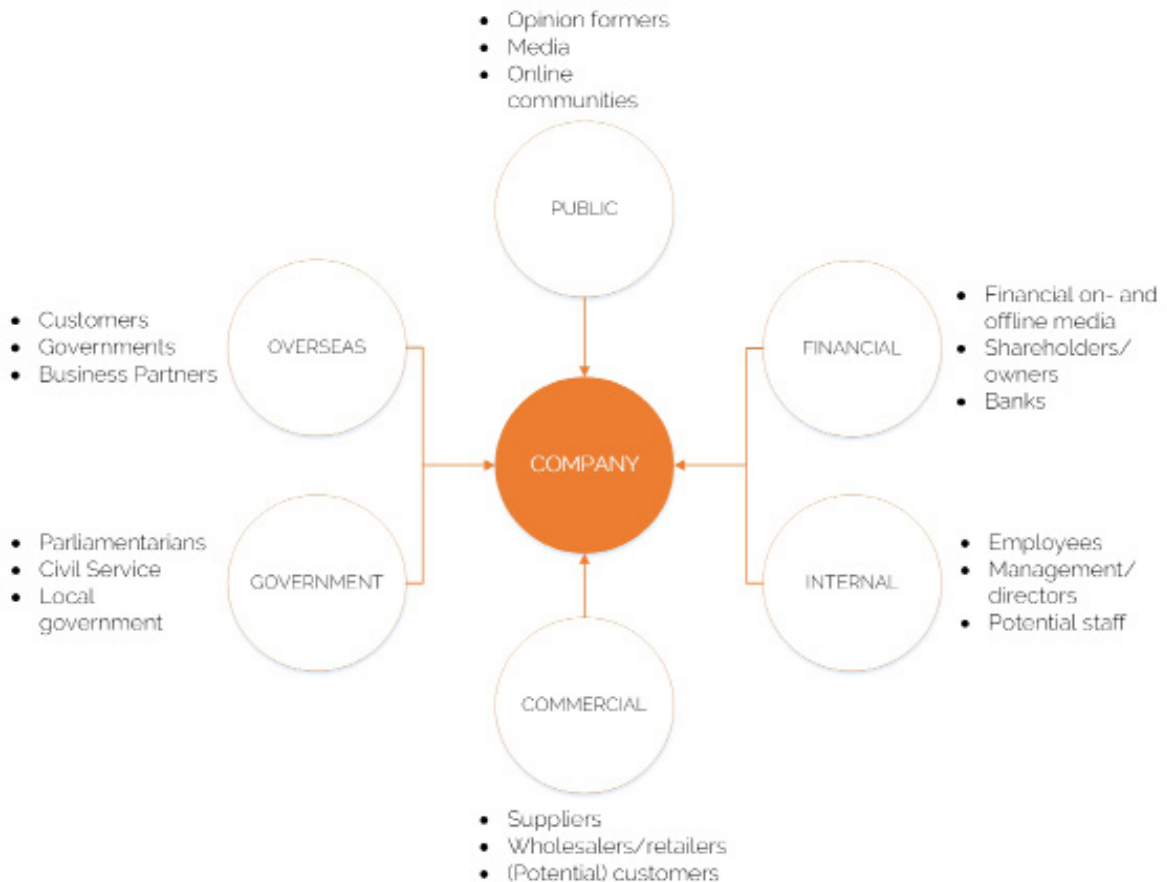 • Opinion formers
• Media
• Online
communities
PUBLIC
• Customers
• Governments
• Business Partners
OVERSEAS
FINANCIAL
• Financial on- and
offline media
• Shareholders/
owners
• Banks
COMPANY
• Parliamentarians
• Civil Service
• Local
government
GOVERNMENT
INTERNAL
• Employees
• Management/
directors
• Potential staff
COMMERCIAL
• Suppliers
• Wholesalers/retailers
• (Potential) customers